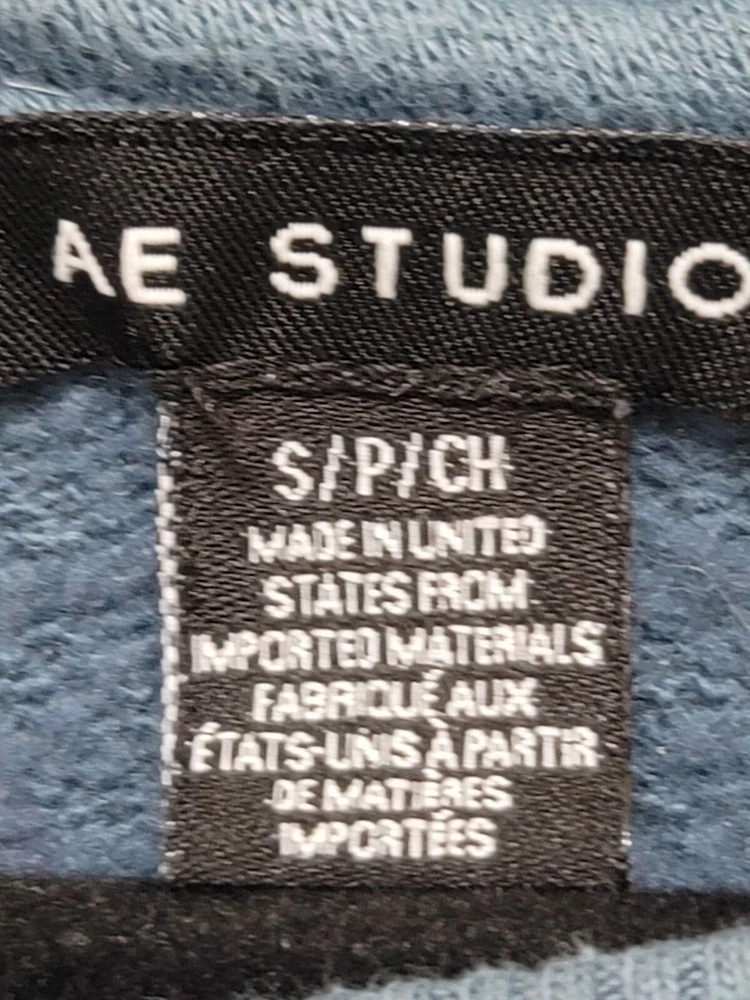 AE STUDIO
S/P/CH
MADE IN UNITED
STATES FROM
IMPORTED MATERIALS
FABRIQUÉ AUX
ÉTATS-UNIS À PARTIR
DE MATIÈRES
IMPORTÉES